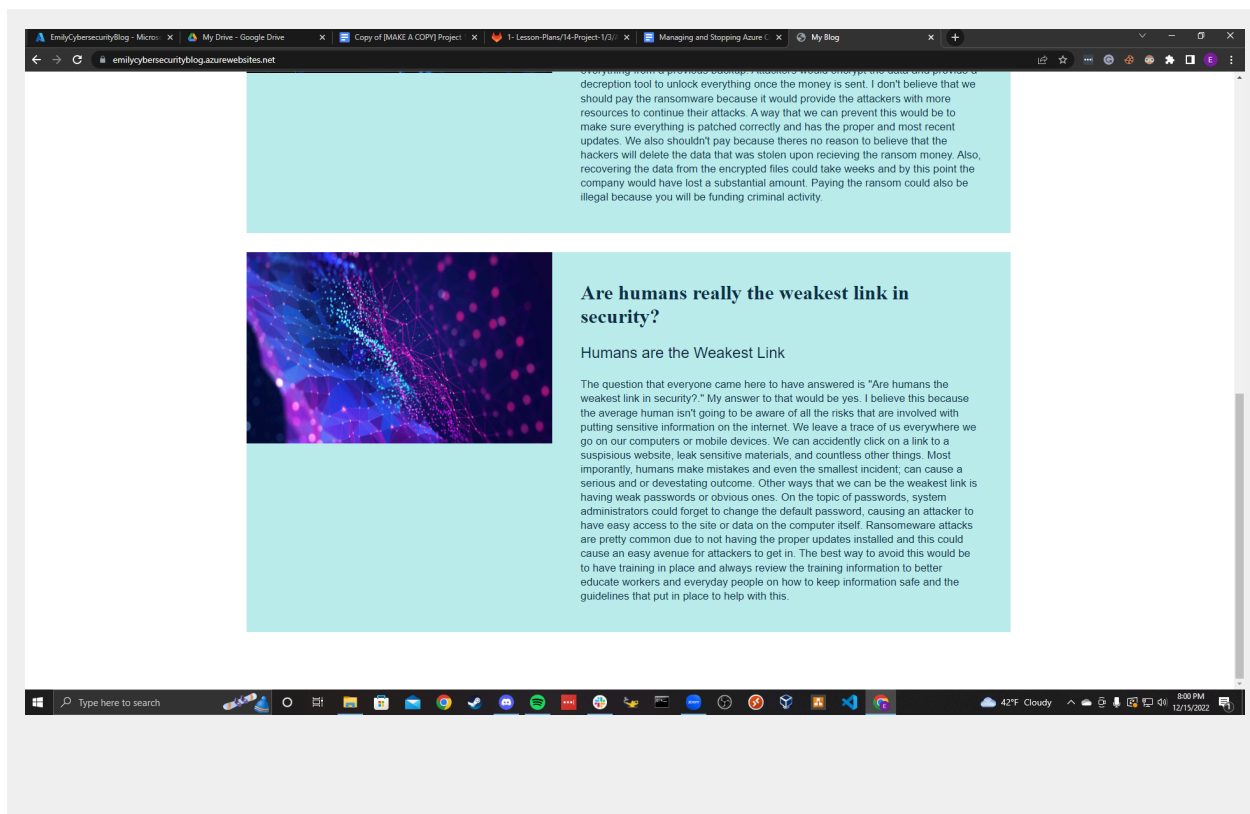 EmilyCybersecurityBlog - Micros
My Drive - Google Drive
Copy of [MAKE A COPY] Project
1- Lesson-Plans/14-Project-1/3/
Managing and Stopping Azure C
My Blog
emilycybersecurityblog.azurewebsites.net
E
everything from a previous backup. Attackers would encrypt the data and provide a
decreption tool to unlock everything once the money is sent. I don't believe that we
should pay the ransomware because it would provide the attackers with more
resources to continue their attacks. A way that we can prevent this would be to
make sure everything is patched correctly and has the proper and most recent
updates. We also shouldn't pay because theres no reason to believe that the
hackers will delete the data that was stolen upon recieving the ransom money. Also,
recovering the data from the encrypted files could take weeks and by this point the
company would have lost a substantial amount. Paying the ransom could also be
illegal because you will be funding criminal activity.
Are humans really the weakest link in
security?
Humans are the Weakest Link
The question that everyone came here to have answered is "Are humans the
weakest link in security?." My answer to that would be yes. I believe this because
the average human isn't going to be aware of all the risks that are involved with
putting sensitive information on the internet. We leave a trace of us everywhere we
go on our computers or mobile devices. We can accidently click on a link to a
suspisious website, leak sensitive materials, and countless other things. Most
imporantly, humans make mistakes and even the smallest incident; can cause a
serious and or devestating outcome. Other ways that we can be the weakest link is
having weak passwords or obvious ones. On the topic of passwords, system
administrators could forget to change the default password, causing an attacker to
have easy access to the site or data on the computer itself. Ransomeware attacks
are pretty common due to not having the proper updates installed and this could
cause an easy avenue for attackers to get in. The best way to avoid this would be
to have training in place and always review the training information to better
educate workers and everyday people on how to keep information safe and the
guidelines that put in place to help with this.
Type here to search
42°F Cloudy
8:00 PM
12/15/2022